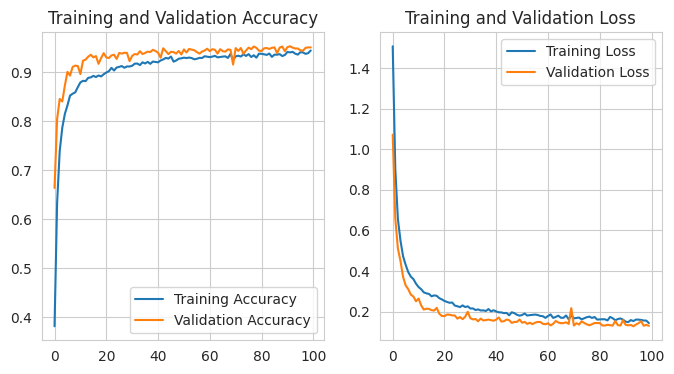 Training and Validation Accuracy
0.9
0.8
0.7
0.6
0.5
0.4
Training Accuracy
Validation Accuracy
0 20 40 60 80 100
Training and Validation Loss
1.4
1.2
1.0
0.8
0.6
0.4
0.2
Training Loss
Validation Loss
0 20 40 60 80 100